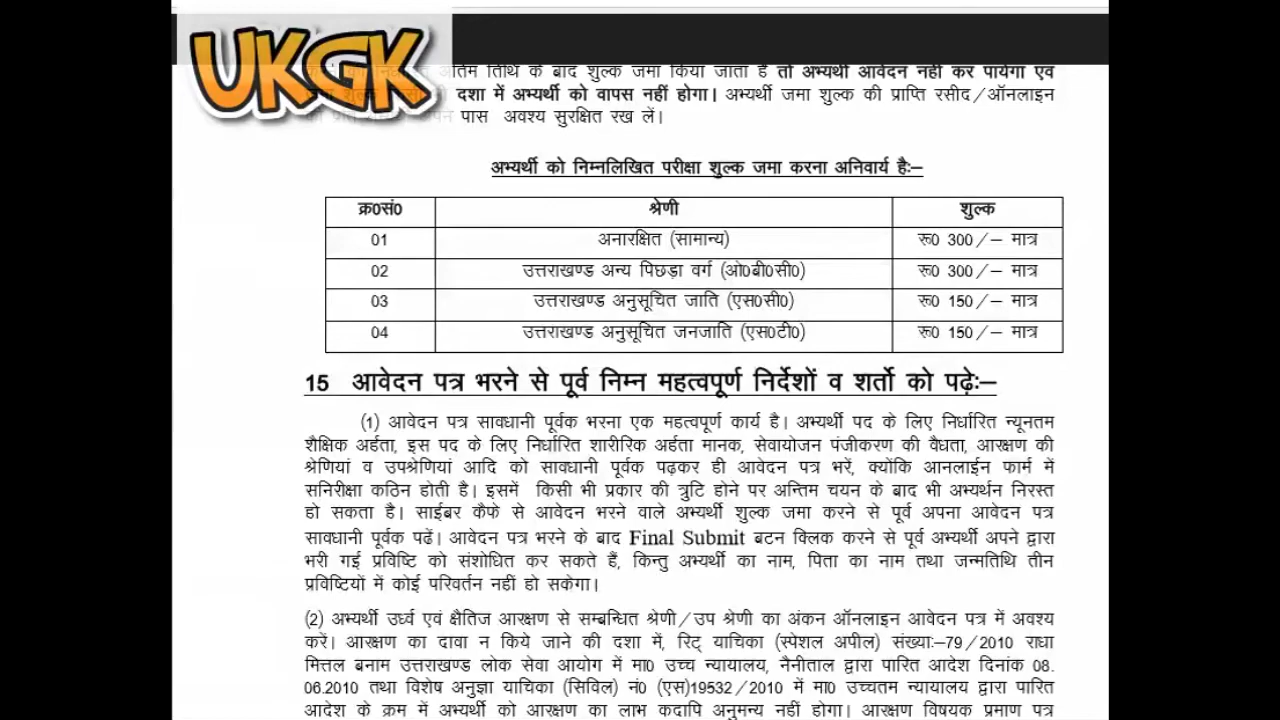 UKGK
अंतिम तिथि के बाद शुल्क जमा किया जाता है तो अभ्यर्थी आवेदन नहीं कर पायेगा एवं
दशा में अभ्यर्थी को वापस नहीं होगा। अभ्यर्थी जमा शुल्क की प्राप्ति रसीद/ऑनलाइन
पास अवश्य सुरक्षित रख लें।
अभ्यर्थी को निम्नलिखित परीक्षा शुल्क जमा करना अनिवार्य है:–
क्र0सं0 श्रेणी शुल्क
01 अनारक्षित (सामान्य) रू0 300/– मात्र
02 उत्तराखण्ड अन्य पिछड़ा वर्ग (ओ0बी0सी0) रू0 300/– मात्र
03 उत्तराखण्ड अनुसूचित जाति (एस0सी0) रू0 150/– मात्र
04 उत्तराखण्ड अनुसूचित जनजाति (एस0टी0) रू0 150/– मात्र
15 आवेदन पत्र भरने से पूर्व निम्न महत्वपूर्ण निर्देशों व शर्तो को पढ़े:–
(1) आवेदन पत्र सावधानी पूर्वक भरना एक महत्वपूर्ण कार्य है। अभ्यर्थी पद के लिए निर्धारित न्यूनतम
शैक्षिक अर्हता, इस पद के लिए निर्धारित शारीरिक अर्हता मानक, सेवायोजन पंजीकरण की वैधता, आरक्षण की
श्रेणियां व उपश्रेणियां आदि को सावधानी पूर्वक पढ़कर ही आवेदन पत्र भरें, क्योंकि आनलाईन फार्म में
सनिरीक्षा कठिन होती है। इसमें किसी भी प्रकार की त्रुटि होने पर अन्तिम चयन के बाद भी अभ्यर्थन निरस्त
हो सकता है। साईबर कैफे से आवेदन भरने वाले अभ्यर्थी शुल्क जमा करने से पूर्व अपना आवेदन पत्र
सावधानी पूर्वक पढें। आवेदन पत्र भरने के बाद Final Submit बटन क्लिक करने से पूर्व अभ्यर्थी अपने द्वारा
भरी गई प्रविष्टि को संशोधित कर सकते हैं, किन्तु अभ्यर्थी का नाम, पिता का नाम तथा जन्मतिथि तीन
प्रविष्टियों में कोई परिवर्तन नहीं हो सकेगा।
(2) अभ्यर्थी उर्ध्व एवं क्षैतिज आरक्षण से सम्बन्धित श्रेणी/उप श्रेणी का अंकन ऑनलाइन आवेदन पत्र में अवश्य
करें। आरक्षण का दावा न किये जाने की दशा में, रिट् याचिका (स्पेशल अपील) संख्याः–79/2010 राधा
मित्तल बनाम उत्तराखण्ड लोक सेवा आयोग में मा0 उच्च न्यायालय, नैनीताल द्वारा पारित आदेश दिनांक 08.
06.2010 तथा विशेष अनुज्ञा याचिका (सिविल) नं0 (एस)19532/2010 में मा0 उच्चतम न्यायालय द्वारा पारित
आदेश के क्रम में अभ्यर्थी को आरक्षण का लाभ कदापि अनुमन्य नहीं होगा। आरक्षण विषयक प्रमाण पत्र